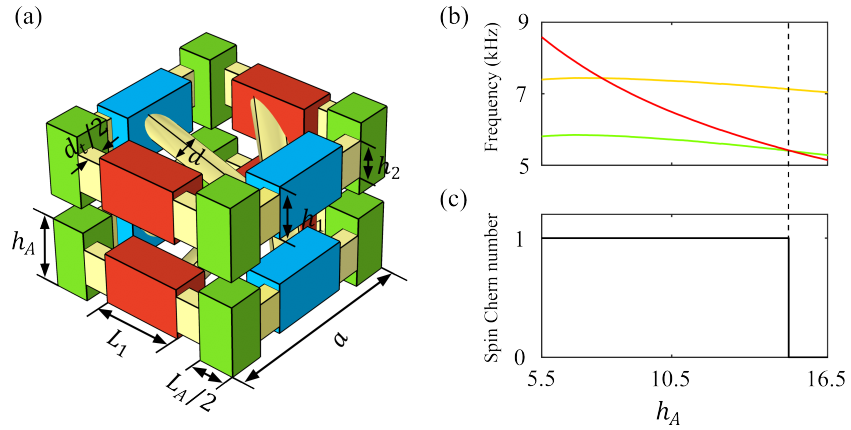 (a)
d_t/2
d
h_2
h_1
h_A
L_1
L_A/2
a
(b)
Frequency (kHz)
9
7
5
(c)
Spin Chern number
1
0
5.5
10.5
16.5
h_A